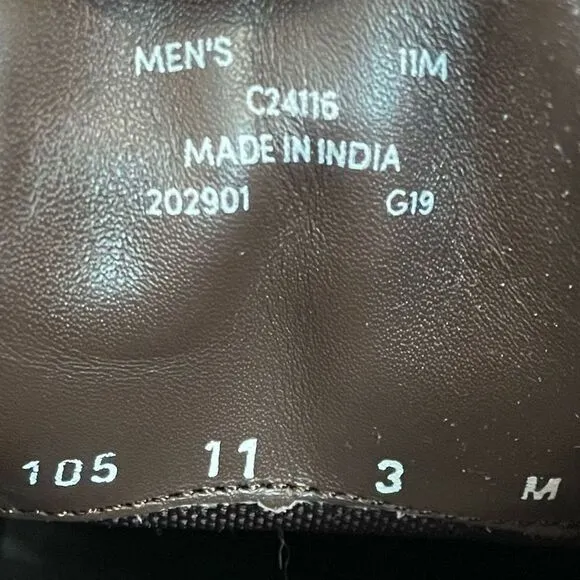 MEN'S 11M
C24116
MADE IN INDIA
202901 G19
105 11 3 M